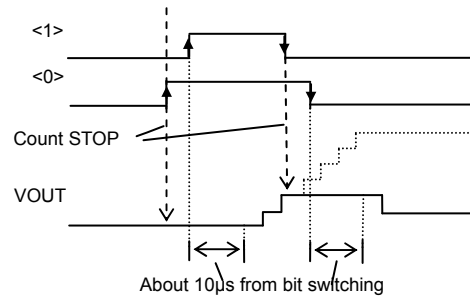 <1>
<0>
Count STOP
VOUT
About 10μs from bit switching